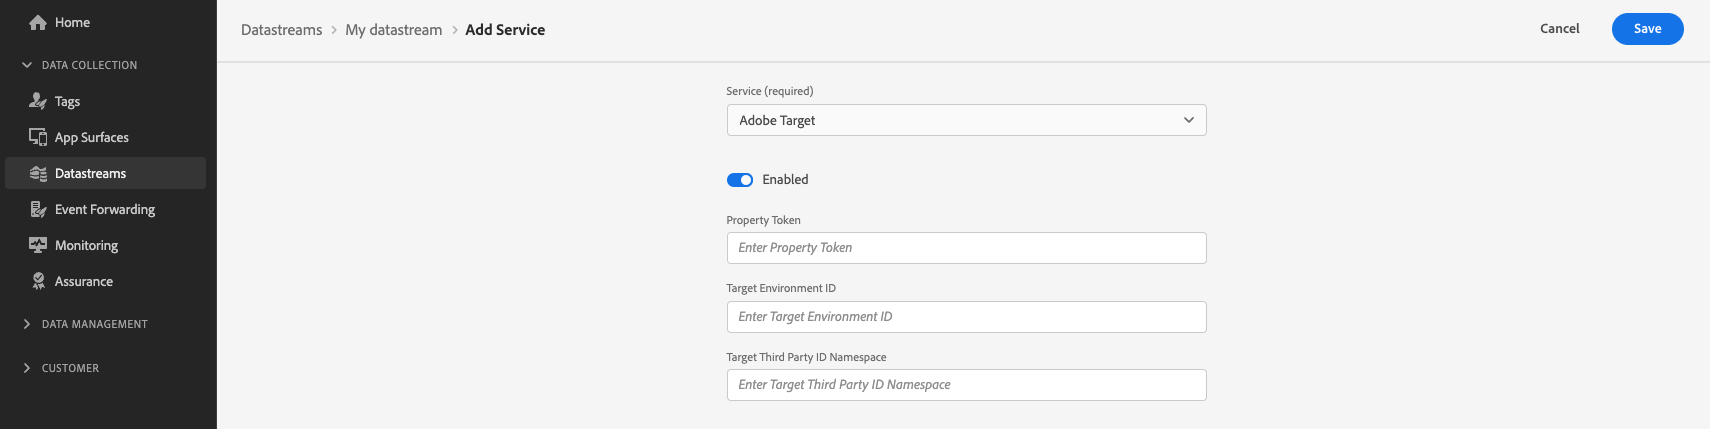 Home
DATA COLLECTION
Tags
App Surfaces
Datastreams
Event Forwarding
Monitoring
Assurance
DATA MANAGEMENT
CUSTOMER
Datastreams > My datastream > Add Service
Cancel
Save
Service (required)
Adobe Target
Enabled
Property Token
Enter Property Token
Target Environment ID
Enter Target Environment ID
Target Third Party ID Namespace
Enter Target Third Party ID Namespace